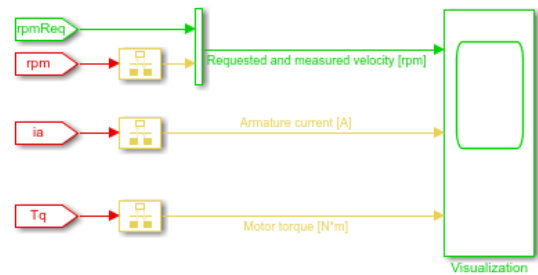 rpmReq
rpm
Requested and measured velocity [rpm]
ia
Armature current [A]
Tq
Motor torque [N*m]
Visualization